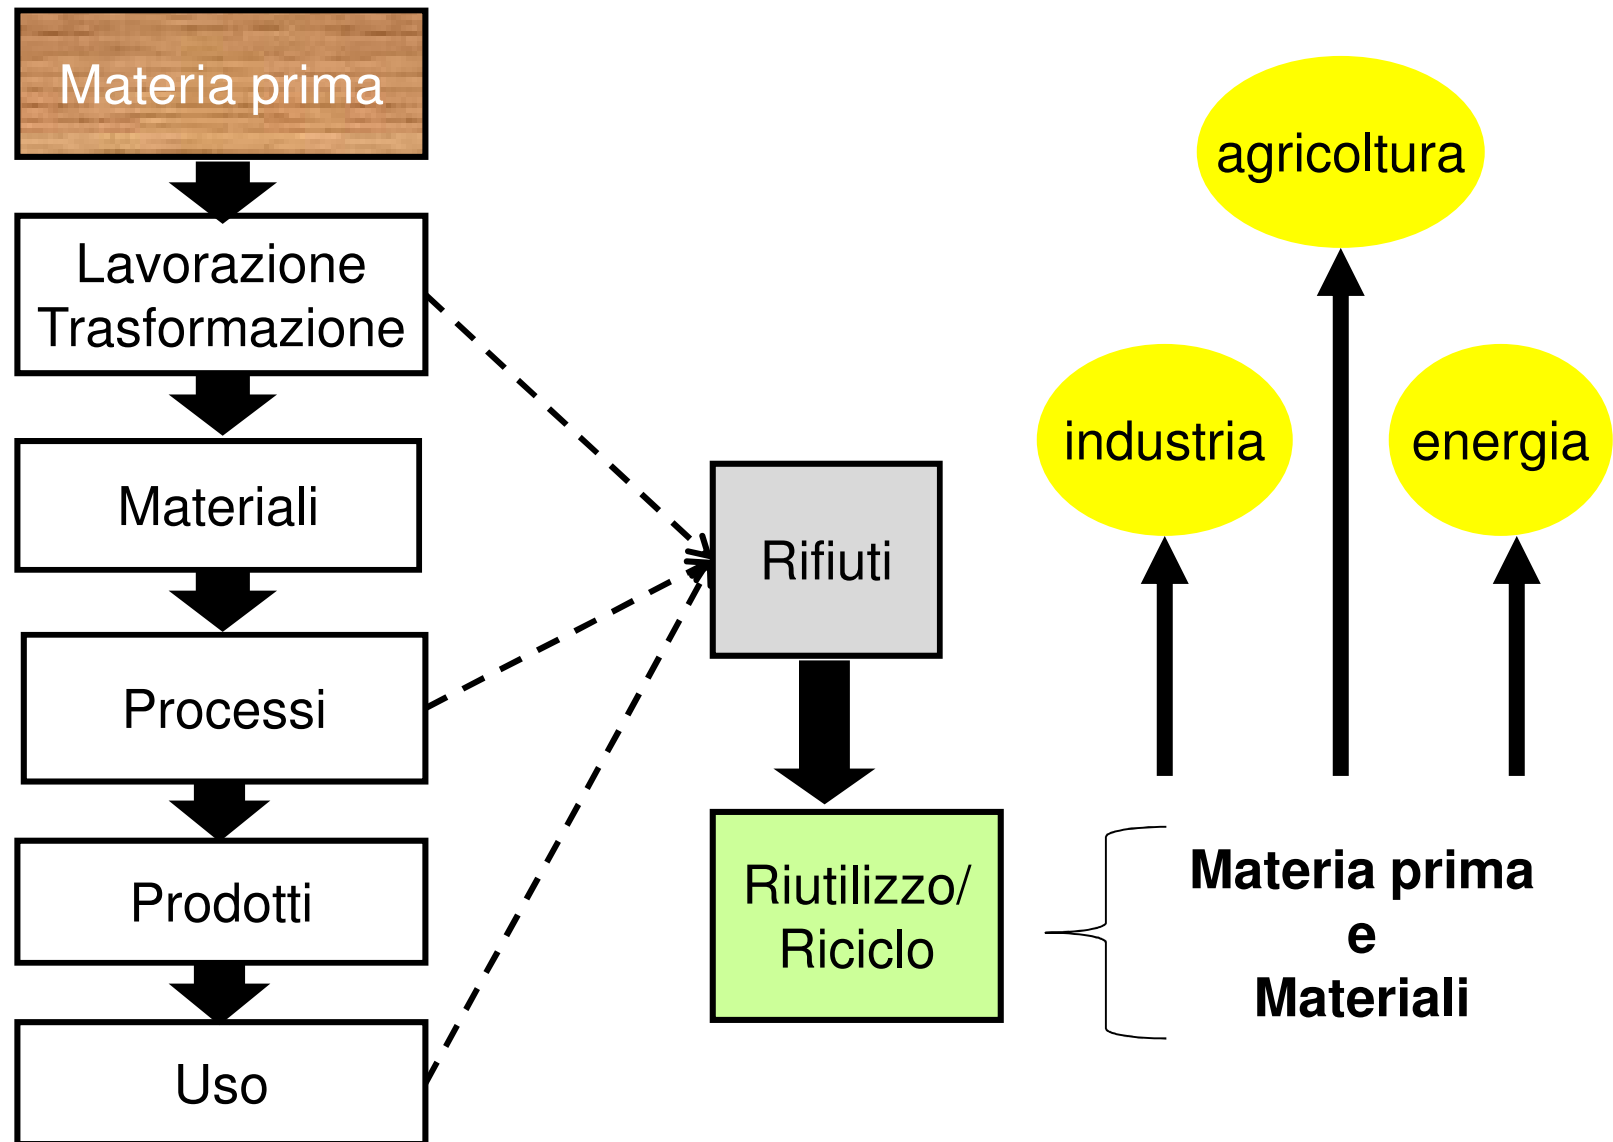 Materia prima
Lavorazione
Trasformazione
Materiali
Processi
Prodotti
Uso
Rifiuti
Riutilizzo/
Riciclo
agricoltura
industria
energia
Materia prima
e
Materiali